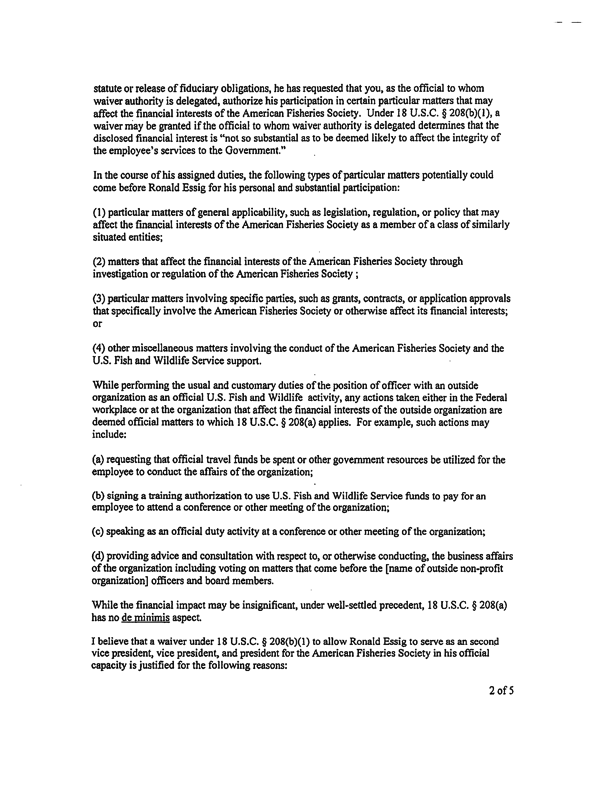 statute or release of fiduciary obligations, he has requested that you, as the official to whom
waiver authority is delegated, authorize his participation in certain particular matters that may
affect the financial interests of the American Fisheries Society. Under 18 U.S.C. § 208(b)(1), a
waiver may be granted if the official to whom waiver authority is delegated determines that the
disclosed financial interest is "not so substantial as to be deemed likely to affect the integrity of
the employee's services to the Government."
In the course of his assigned duties, the following types of particular matters potentially could
come before Ronald Essig for his personal and substantial participation:
(1) particular matters of general applicability, such as legislation, regulation, or policy that may
affect the financial interests of the American Fisheries Society as a member of a class of similarly
situated entities;
(2) matters that affect the financial interests of the American Fisheries Society through
investigation or regulation of the American Fisheries Society ;
(3) particular matters involving specific parties, such as grants, contracts, or application approvals
that specifically involve the American Fisheries Society or otherwise affect its financial interests;
or
(4) other miscellaneous matters involving the conduct of the American Fisheries Society and the
U.S. Fish and Wildlife Service support.
While performing the usual and customary duties of the position of officer with an outside
organization as an official U.S. Fish and Wildlife activity, any actions taken either in the Federal
workplace or at the organization that affect the financial interests of the outside organization are
deemed official matters to which 18 U.S.C. § 208(a) applies. For example, such actions may
include:
(a) requesting that official travel funds be spent or other government resources be utilized for the
employee to conduct the affairs of the organization;
(b) signing a training authorization to use U.S. Fish and Wildlife Service funds to pay for an
employee to attend a conference or other meeting of the organization;
(c) speaking as an official duty activity at a conference or other meeting of the organization;
(d) providing advice and consultation with respect to, or otherwise conducting, the business affairs
of the organization including voting on matters that come before the [name of outside non-profit
organization] officers and board members.
While the financial impact may be insignificant, under well-settled precedent, 18 U.S.C. § 208(a)
has no de minimis aspect.
I believe that a waiver under 18 U.S.C. § 208(b)(1) to allow Ronald Essig to serve as an second
vice president, vice president, and president for the American Fisheries Society in his official
capacity is justified for the following reasons:
2 of 5